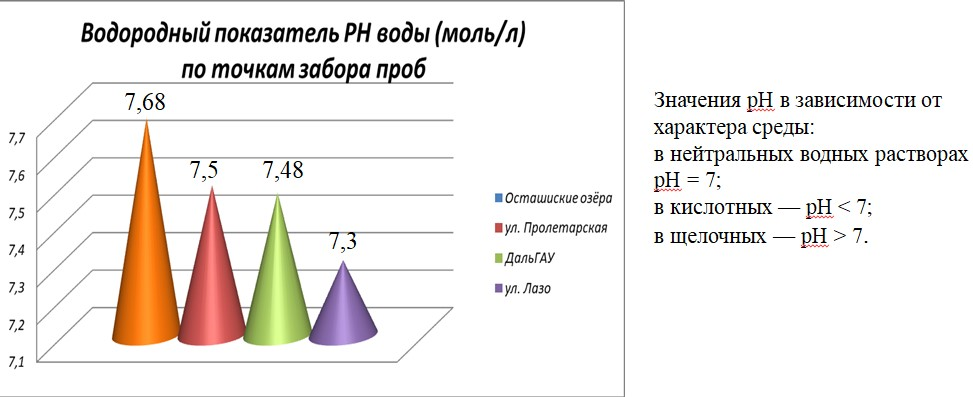 Водородный показатель PH воды (моль/л)
по точкам забора проб
7,68
7,5
7,48
7,3
7,7
7,6
7,5
7,4
7,3
7,2
7,1
Осташиские озёра
ул. Пролетарская
ДальГАУ
ул. Лазо
Значения pH в зависимости от
характера среды:
в нейтральных водных растворах
pH = 7;
в кислотных — pH < 7;
в щелочных — pH > 7.